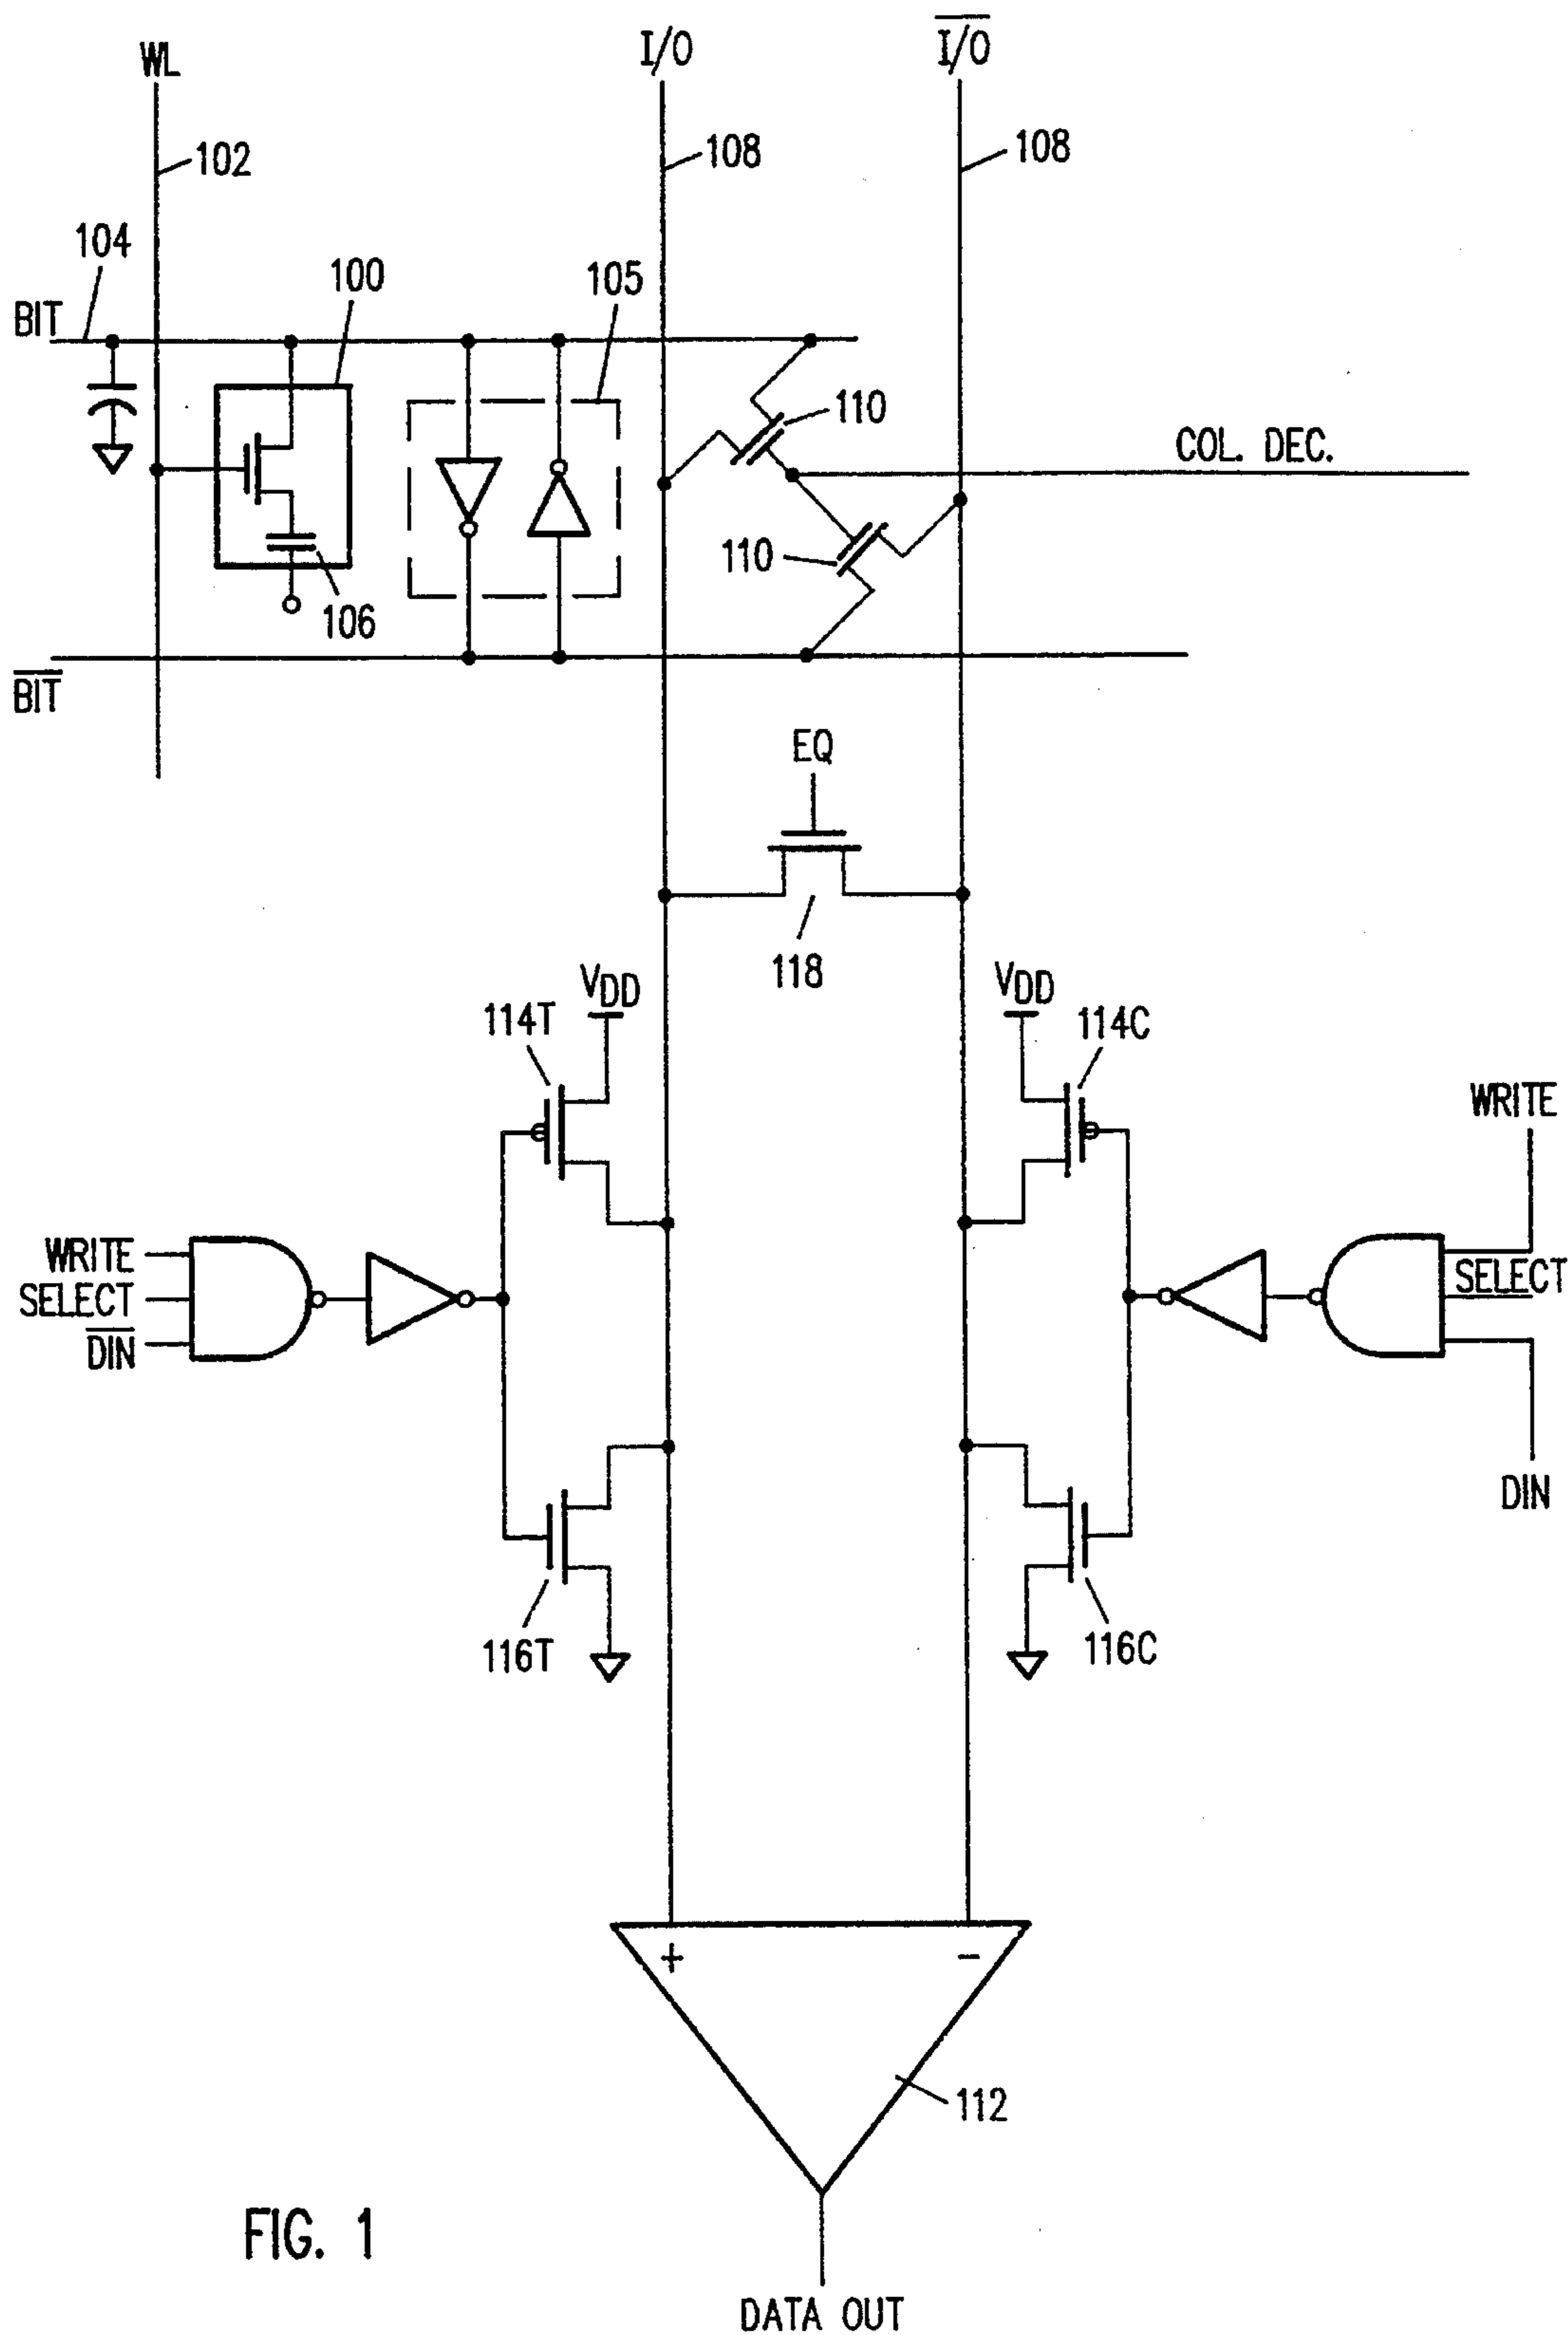 WL
I/O
I/O
102
108
108
104
100
105
BIT
110
COL. DEC.
110
106
BIT
EQ
118
VDD
VDD
114T
114C
WRITE
WRITE
SELECT
SELECT
DIN
DIN
116T
116C
+
-
112
FIG. 1
DATA OUT